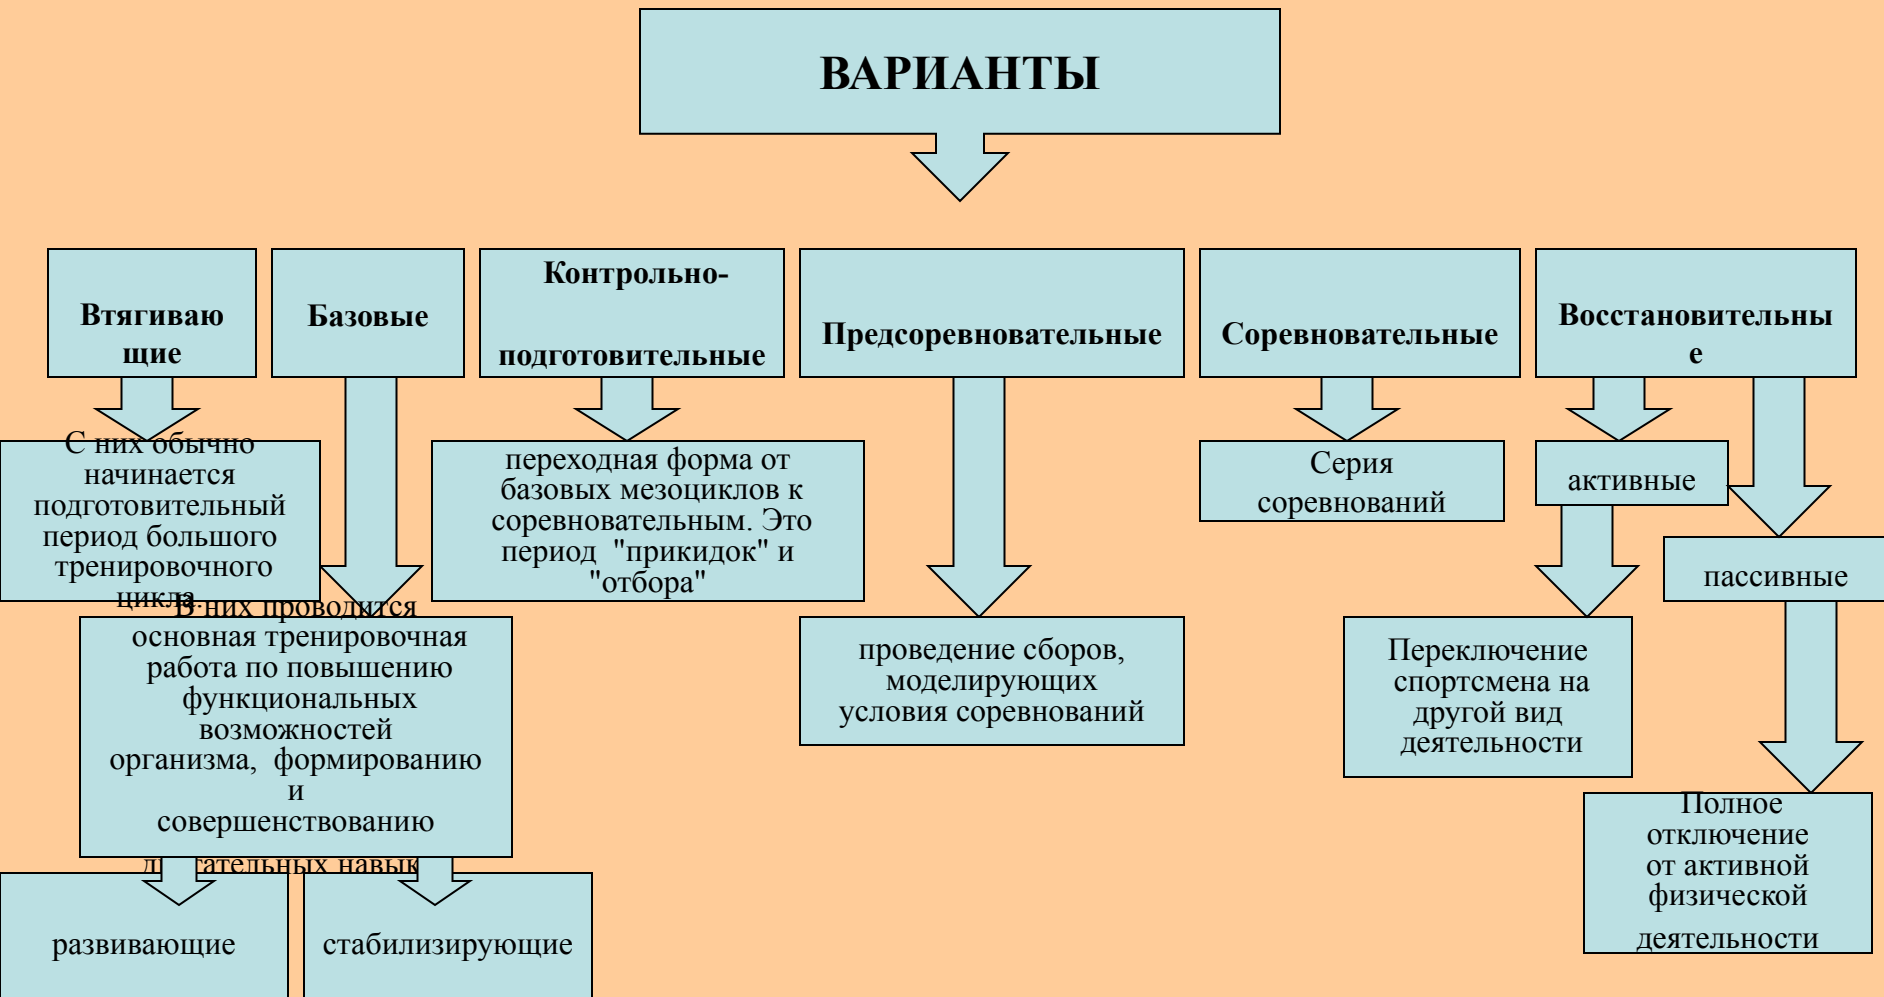 ВАРИАНТЫ
Втягиваю
щие
Базовые
Контрольно-
подготовительные
Предсоревновательные
Соревновательные
Восстановительны
е
С них обычно
начинается
подготовительный
период большого
тренировочного
цикла.
В них проводится
основная тренировочная
работа по повышению
функциональных
возможностей
организма,  формированию
и
совершенствованию
навык
развивающие
стабилизирующие
переходная форма от
базовых мезоциклов к
соревновательным. Это
период  "прикидок" и
"отбора"
проведение сборов,
моделирующих
условия соревнований
Серия
соревнований
активные
Переключение
спортсмена на
другой вид
деятельности
пассивные
Полное
отключение
от активной
физической
деятельности